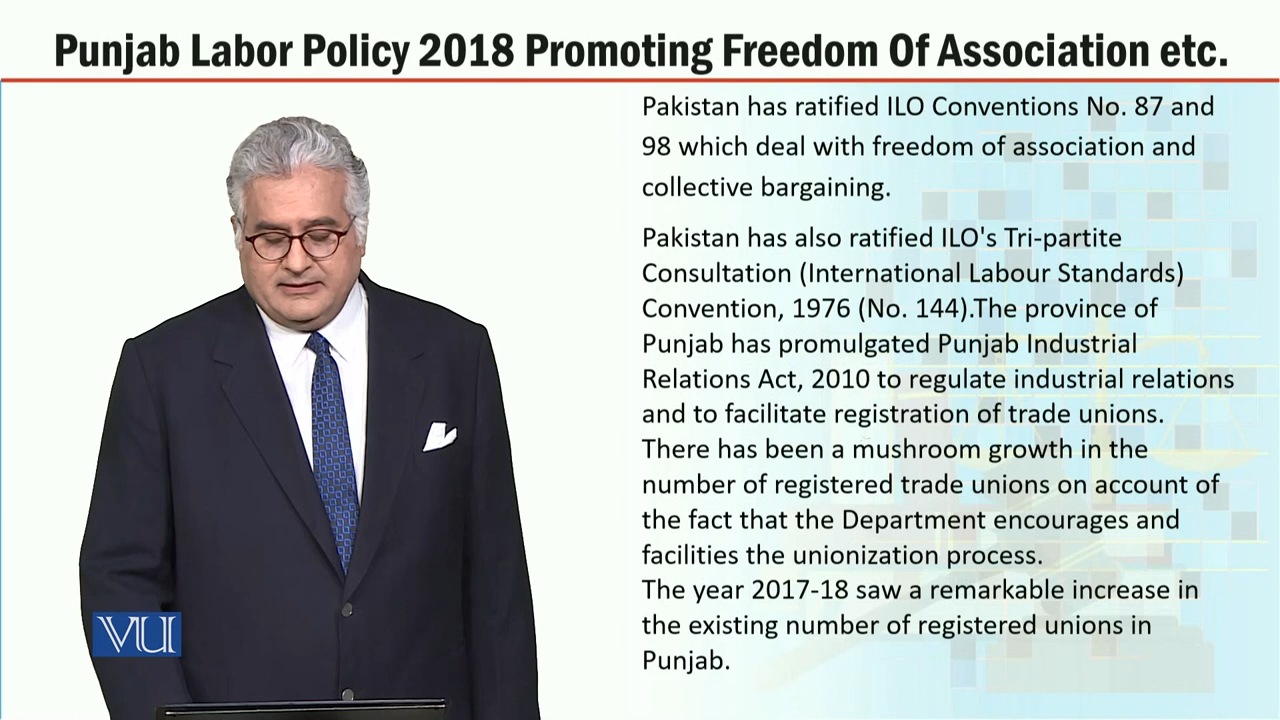 Punjab Labor Policy 2018 Promoting Freedom Of Association etc.
Pakistan has ratified ILO Conventions No. 87 and
98 which deal with freedom of association and
collective bargaining.
Pakistan has also ratified ILO's Tri-partite
Consultation (International Labour Standards)
Convention, 1976 (No. 144).The province of
Punjab has promulgated Punjab Industrial
Relations Act, 2010 to regulate industrial relations
and to facilitate registration of trade unions.
There has been a mushroom growth in the
number of registered trade unions on account of
the fact that the Department encourages and
facilities the unionization process.
The year 2017-18 saw a remarkable increase in
the existing number of registered unions in
Punjab.
VU